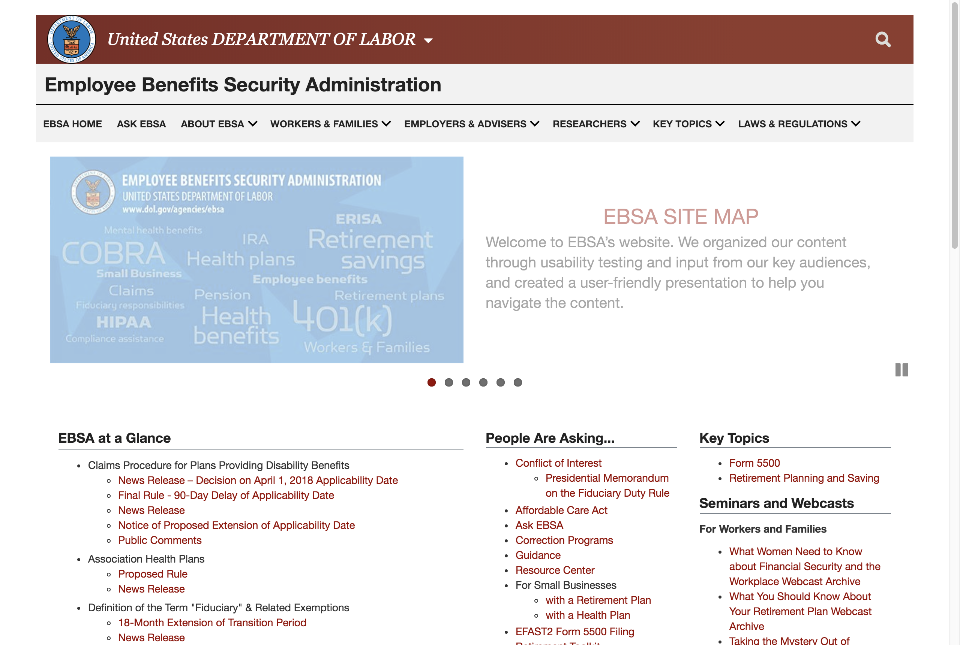 United States DEPARTMENT OF LABOR
Employee Benefits Security Administration
EBSA HOME ASK EBSA ABOUT EBSA WORKERS & FAMILIES EMPLOYERS & ADVISERS RESEARCHERS KEY TOPICS LAWS & REGULATIONS
EMPLOYEE BENEFITS SECURITY ADMINISTRATION
UNITED STATES DEPARTMENT OF LABOR
www.dol.gov/agencies/ebsa
Mental health benefits
ERISA
COBRA
IRA
Retirement
savings
Health plans
Small Business
Employee benefits
Claims
Pension
Retirement plans
Fiduciary responsibilities
HIPAA
Health
benefits
401(k)
Compliance assistance
Workers & Families
EBSA SITE MAP
Welcome to EBSA's website. We organized our content
through usability testing and input from our key audiences,
and created a user-friendly presentation to help you
navigate the content.
EBSA at a Glance
Claims Procedure for Plans Providing Disability Benefits
News Release – Decision on April 1, 2018 Applicability Date
Final Rule - 90-Day Delay of Applicability Date
News Release
Notice of Proposed Extension of Applicability Date
Public Comments
Association Health Plans
Proposed Rule
News Release
Definition of the Term "Fiduciary" & Related Exemptions
18-Month Extension of Transition Period
News Release
People Are Asking...
Conflict of Interest
Presidential Memorandum
on the Fiduciary Duty Rule
Affordable Care Act
Ask EBSA
Correction Programs
Guidance
Resource Center
For Small Businesses
with a Retirement Plan
with a Health Plan
EFAST2 Form 5500 Filing
Key Topics
Form 5500
Retirement Planning and Saving
Seminars and Webcasts
For Workers and Families
What Women Need to Know
about Financial Security and the
Workplace Webcast Archive
What You Should Know About
Your Retirement Plan Webcast
Archive
Taking the Mystery Out of